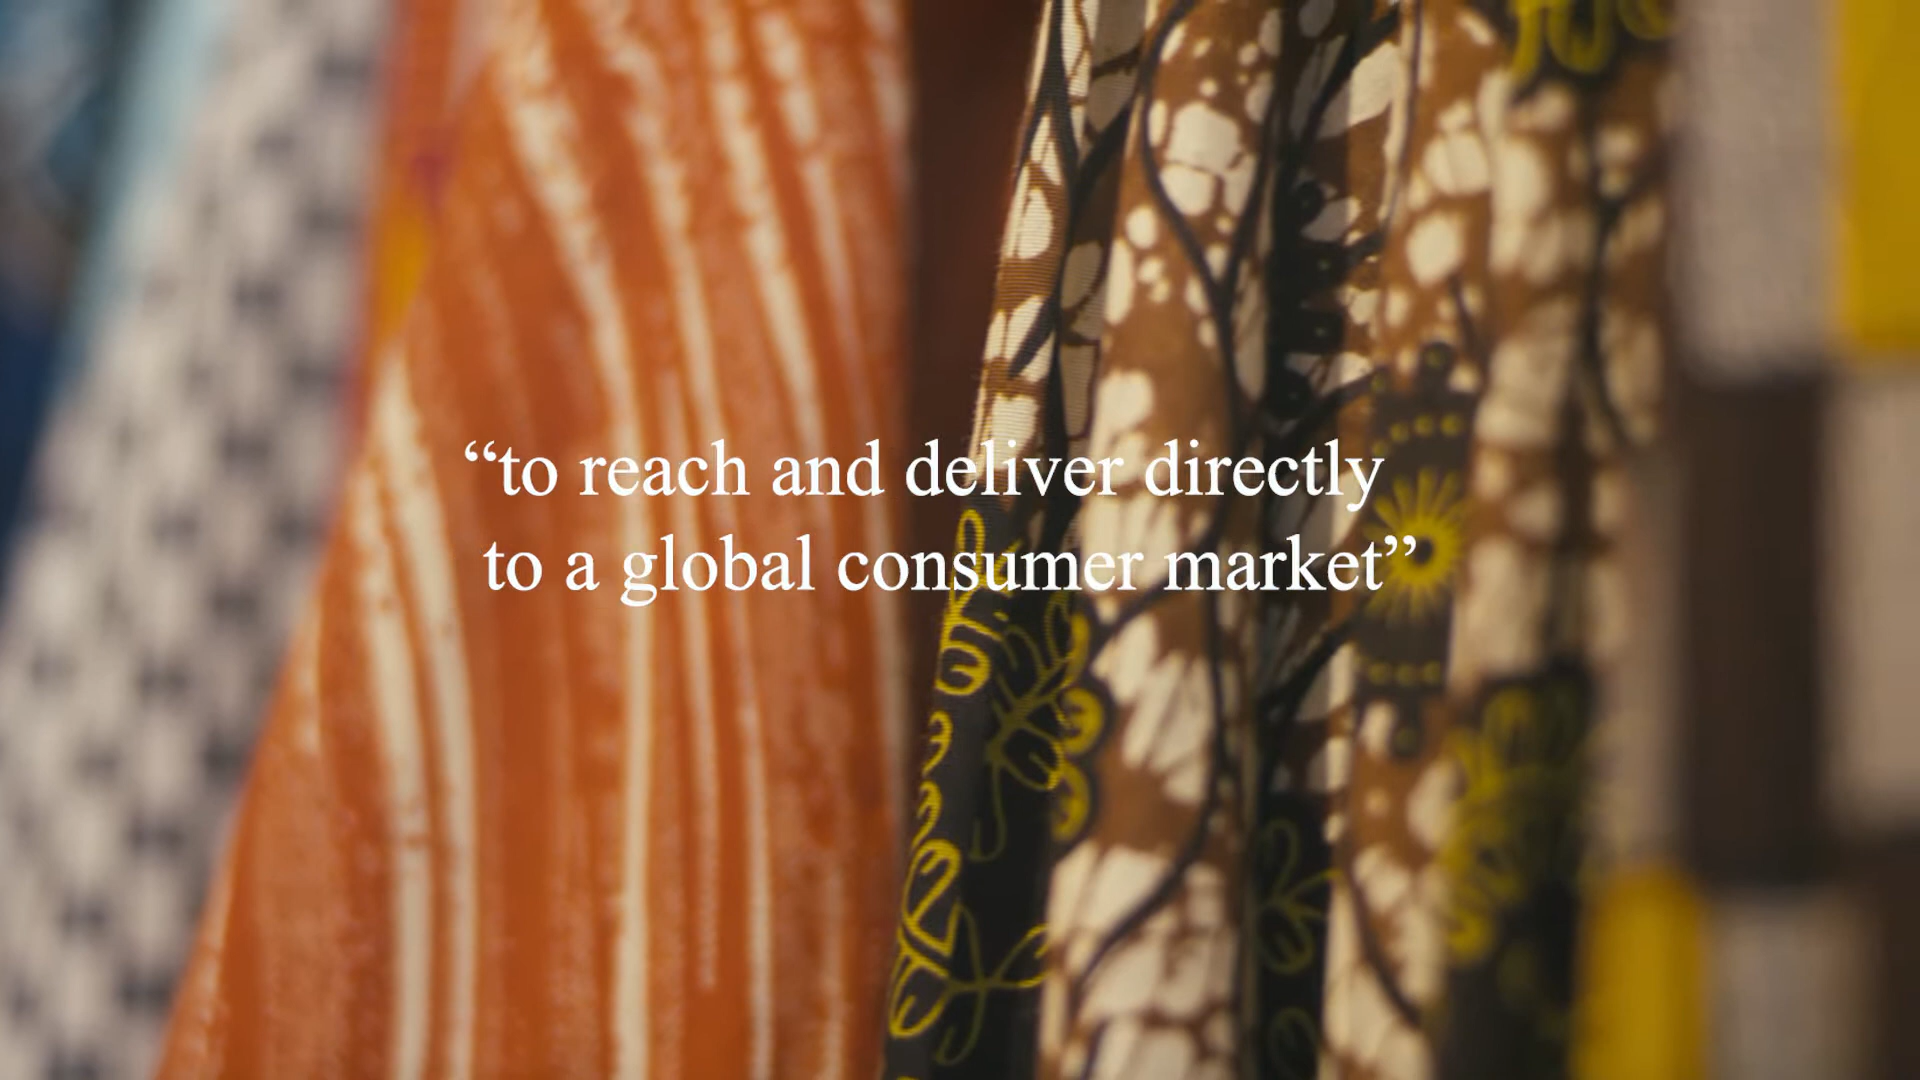 “to reach and deliver directly
to a global consumer market”